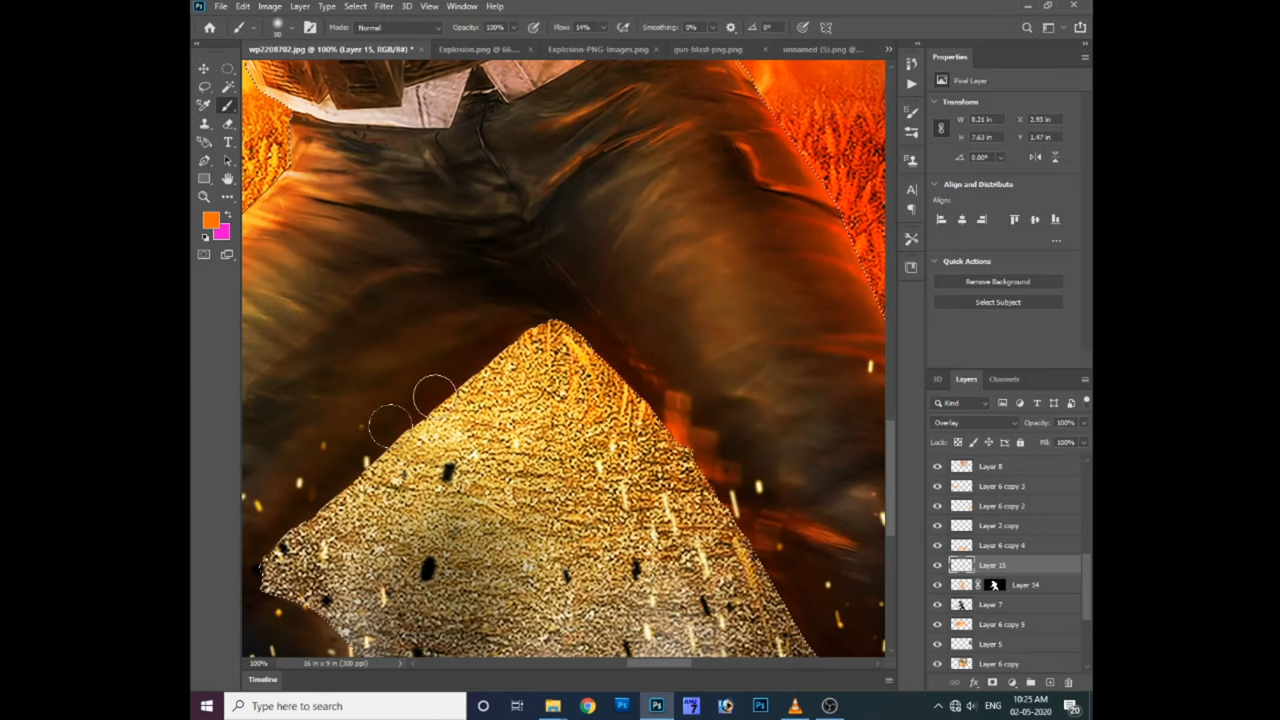 File Edit Image Layer Type Select Filter 3D View Window Help
Mode: Normal Opacity: 100% Flow: 14% Smoothing: 0% 0°
60
wp2208702.jpg @ 100% (Layer 15, RGB/8#) * × Explosion.png @ 66.... × Explosion-PNG-Images.png × gun-blast-png.png × unnamed (5).png @...
Properties
Pixel Layer
Transform
W 8.21 in X 2.93 in
H 7.63 in Y 1.47 in
0.00°
Align and Distribute
Align:
Quick Actions
Remove Background
Select Subject
3D Layers Channels
Kind
Overlay Opacity: 100%
Lock: Fill: 100%
Layer 8
Layer 6 copy 3
Layer 6 copy 2
Layer 2 copy
Layer 6 copy 4
Layer 15
Layer 14
Layer 7
Layer 6 copy 5
Layer 5
Layer 6 copy
100% 16 in x 9 in (300 ppi)
Timeline
Type here to search
ENG
10:25 AM
02-05-2020
20